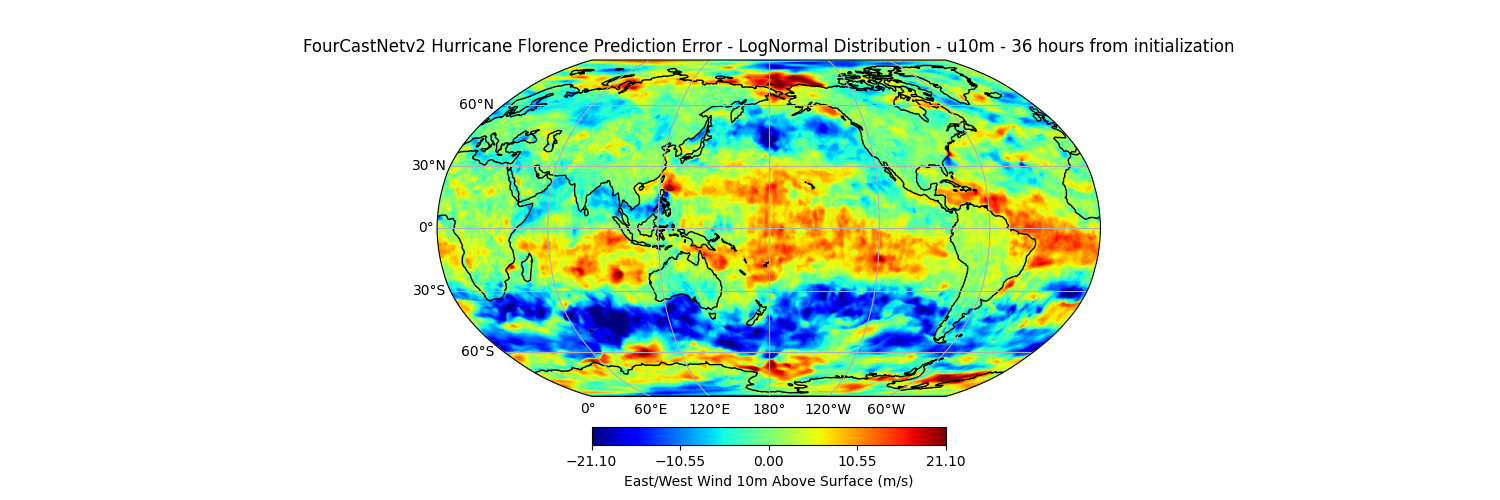 FourCastNetv2 Hurricane Florence Prediction Error - LogNormal Distribution - u10m - 36 hours from initialization
60°N
30°N
0°
30°S
60°S
0° 60°E 120°E 180° 120°W 60°W
−21.10 −10.55 0.00 10.55 21.10
East/West Wind 10m Above Surface (m/s)